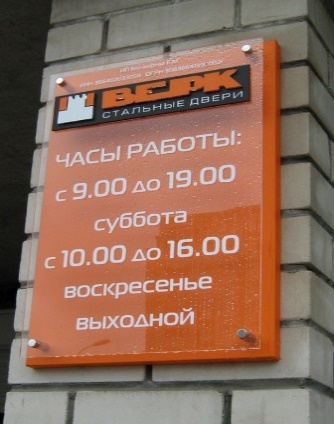 ВЕРК
СТАЛЬНЫЕ ДВЕРИ
ЧАСЫ РАБОТЫ:
с 9.00 до 19.00
суббота
с 10.00 до 16.00
воскресенье
выходной